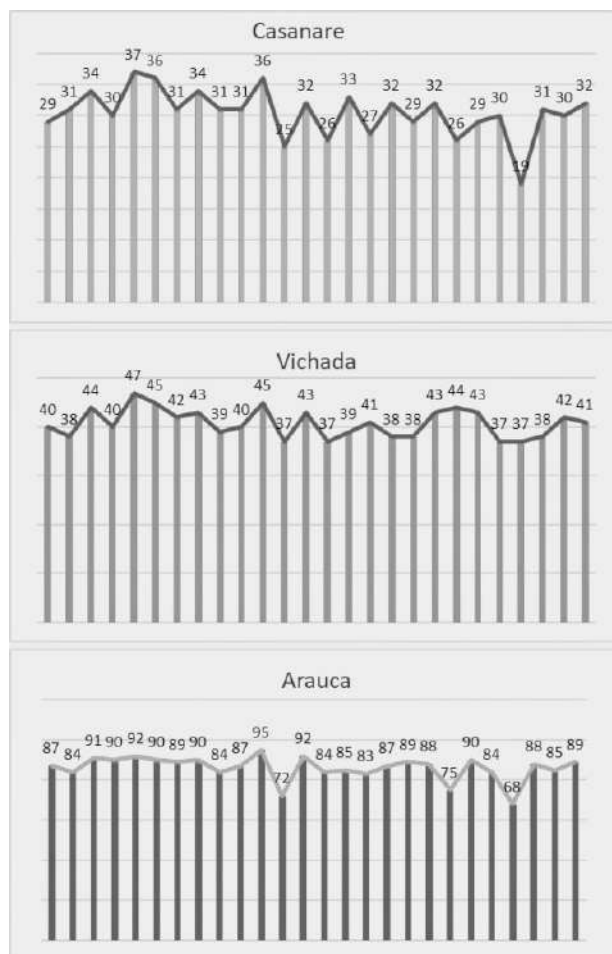 Casanare
29 31 34 30 37 36 31 34 31 31 36 25 32 26 33 27 32 29 32 26 29 30 19 31 30 32
Vichada
40 38 44 40 47 45 42 43 39 40 45 37 43 37 39 41 38 38 43 44 43 37 37 38 42 41
Arauca
87 84 91 90 92 90 89 90 84 87 95 72 92 84 85 83 87 89 88 75 90 84 68 88 85 89